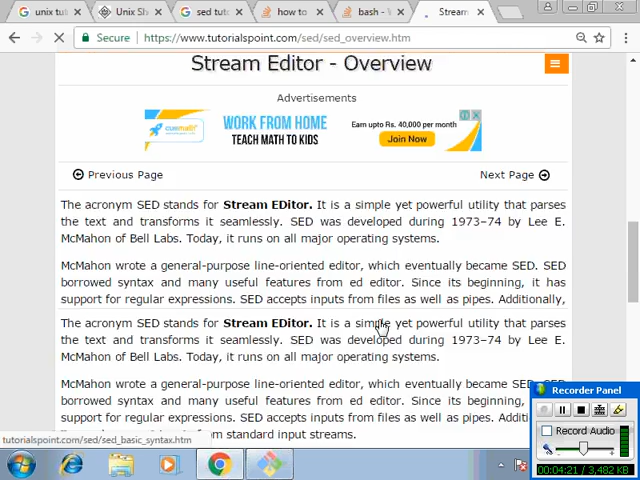 unix tu
Unix Sh
sed tut
how to
bash - V
Stream
Secure
https://www.tutorialspoint.com/sed/sed_overview.htm
Stream Editor - Overview
Advertisements
cuemath
WORK FROM HOME
TEACH MATH TO KIDS
Earn upto Rs. 40,000 per month
Join Now
Previous Page
Next Page
The acronym SED stands for Stream EDitor. It is a simple yet powerful utility that parses
the text and transforms it seamlessly. SED was developed during 1973–74 by Lee E.
McMahon of Bell Labs. Today, it runs on all major operating systems.
McMahon wrote a general-purpose line-oriented editor, which eventually became SED. SED
borrowed syntax and many useful features from ed editor. Since its beginning, it has
support for regular expressions. SED accepts inputs from files as well as pipes. Additionally,
The acronym SED stands for Stream EDitor. It is a simple yet powerful utility that parses
the text and transforms it seamlessly. SED was developed during 1973–74 by Lee E.
McMahon of Bell Labs. Today, it runs on all major operating systems.
McMahon wrote a general-purpose line-oriented editor, which eventually became SED. SED
borrowed syntax and many useful features from ed editor. Since its beginning,
support for regular expressions. SED accepts inputs from files as well as pipes.
from standard input streams.
tutorialspoint.com/sed/sed_basic_syntax.htm
Recorder Panel
Record Audio
00:04:21 / 3,482 KB